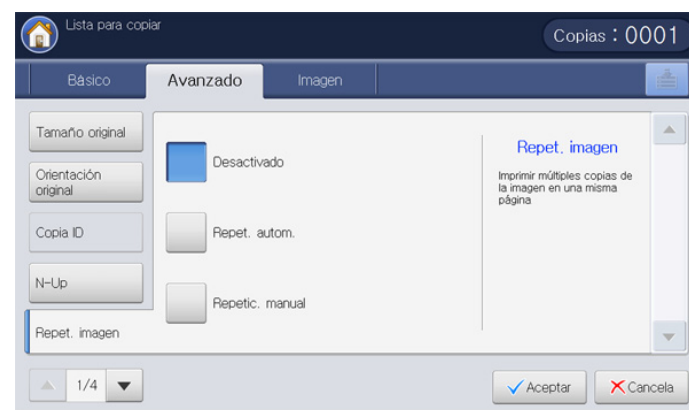 Lista para copiar
Copias : 0001
Básico
Avanzado
Imagen
Tamaño original
Orientación
original
Copia ID
N-Up
Repet. imagen
Desactivado
Repet. autom.
Repetic. manual
Repet. imagen
Imprimir múltiples copias de
la imagen en una misma
página
1/4
Aceptar
Cancela